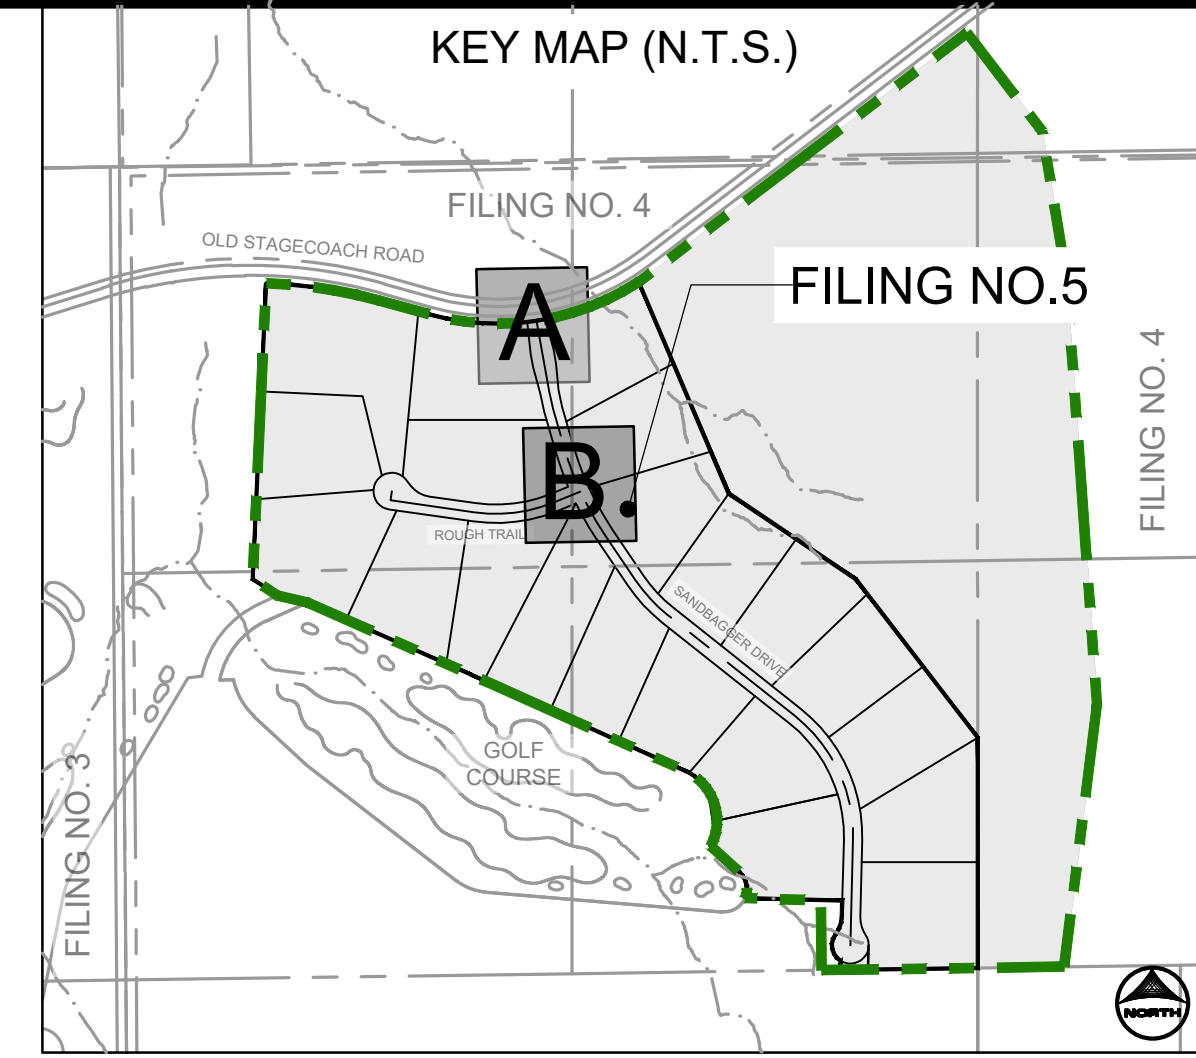 KEY MAP (N.T.S.)
FILING NO. 4
OLD STAGECOACH ROAD
FILING NO.5
A
FILING NO. 4
B
ROUGH TRAIL
SANDBAGGER DRIVE
GOLF
COURSE
FILING NO. 3
NORTH